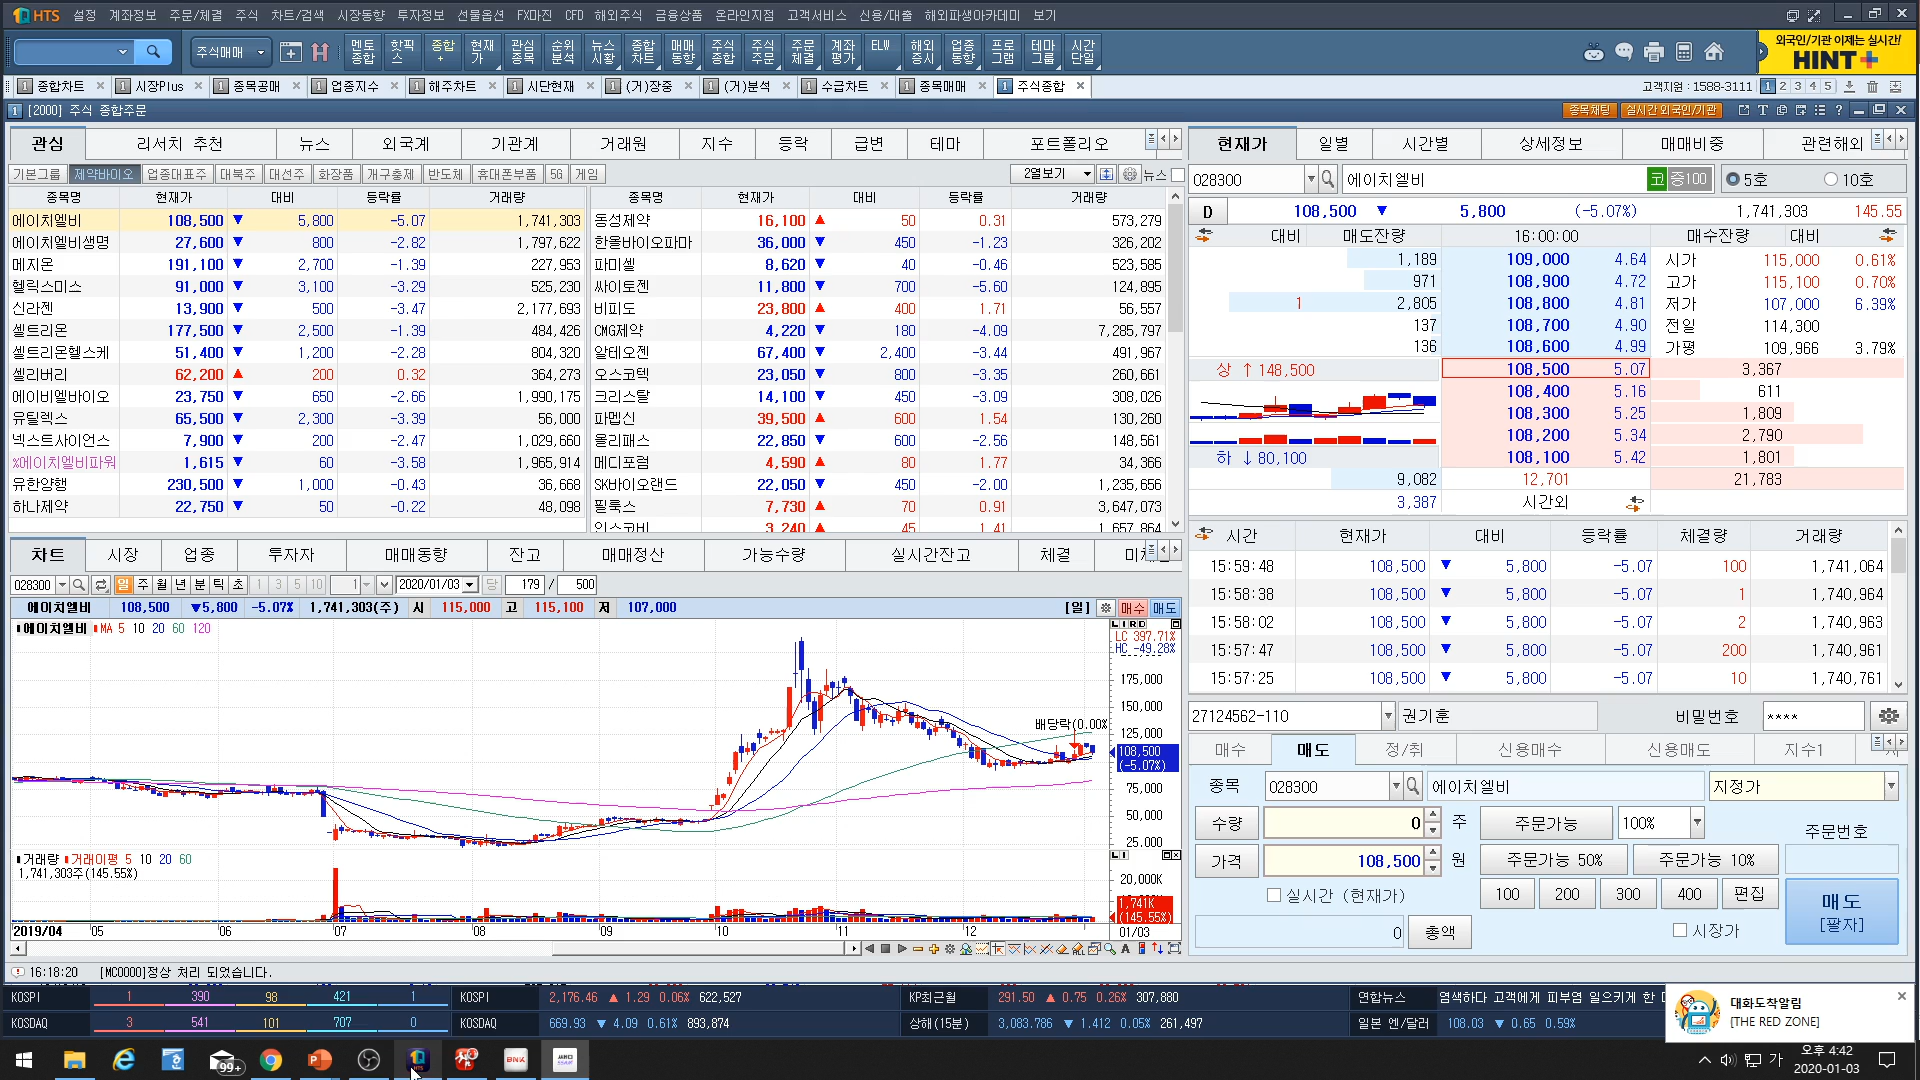 HTS 설정 계좌정보 주문/체결 주식 차트/검색 시장동향 투자정보 선물옵션 FX마진 CFD 해외주식 금융상품 온라인지점 고객서비스 신용/대출 해외파생아카데미 보기
주식매매 멘토종합 핫픽스 종합+ 현재가 관심종목 순위분석 뉴스시황 종합차트 매매동향 주식종합 주식주문 주문체결 계좌평가 ELW 해외증시 업종동향 프로그램 테마그룹 시간단일
외국인/기관 이제는 실시간!
HINT+
1 종합차트 1 시장Plus 1 종목공매 1 업종지수 1 해주차트 1 시단현재 1 (거)장중 1 (거)분석 1 수급차트 1 종목매매 1 주식종합 고객지원 : 1588-3111 1 2 3 4 5
1 [2000] 주식 종합주문 종목채팅 실시간 외국인/기관
관심 리서치 추천 뉴스 외국계 기관계 거래원 지수 등락 급변 테마 포트폴리오
기본그룹 제약바이오 업종대표주 대북주 대선주 화장품 개구충제 반도체 휴대폰부품 5G 게임 2열보기 뉴스
종목명 현재가 대비 등락률 거래량 종목명 현재가 대비 등락률 거래량
에이치엘비 108,500 ▼ 5,800 -5.07 1,741,303 동성제약 16,100 ▲ 50 0.31 573,279
에이치엘비생명 27,600 ▼ 800 -2.82 1,797,622 한올바이오파마 36,000 ▼ 450 -1.23 326,202
메지온 191,100 ▼ 2,700 -1.39 227,953 파미셀 8,620 ▼ 40 -0.46 523,585
헬릭스미스 91,000 ▼ 3,100 -3.29 525,230 싸이토젠 11,800 ▼ 700 -5.60 124,895
신라젠 13,900 ▼ 500 -3.47 2,177,693 비피도 23,800 ▲ 400 1.71 56,557
셀트리온 177,500 ▼ 2,500 -1.39 484,426 CMG제약 4,220 ▼ 180 -4.09 7,285,797
셀트리온헬스케 51,400 ▼ 1,200 -2.28 804,320 알테오젠 67,400 ▼ 2,400 -3.44 491,967
셀리버리 62,200 ▲ 200 0.32 364,273 오스코텍 23,050 ▼ 800 -3.35 260,661
에이비엘바이오 23,750 ▼ 650 -2.66 1,990,175 크리스탈 14,100 ▼ 450 -3.09 308,026
유틸렉스 65,500 ▼ 2,300 -3.39 56,000 파멥신 39,500 ▲ 600 1.54 130,260
넥스트사이언스 7,900 ▼ 200 -2.47 1,029,660 올리패스 22,850 ▼ 600 -2.56 148,561
%에이치엘비파워 1,615 ▼ 60 -3.58 1,965,914 메디포럼 4,590 ▲ 80 1.77 34,366
유한양행 230,500 ▼ 1,000 -0.43 36,668 SK바이오랜드 22,050 ▼ 450 -2.00 1,235,656
하나제약 22,750 ▼ 50 -0.22 48,098 필룩스 7,730 ▲ 70 0.91 3,647,073
인스코비 3,240 ▲ 45 1.41 1,657,864
현재가 일별 시간별 상세정보 매매비중 관련해외
028300 에이치엘비 코 증100 5호 10호
D 108,500 ▼ 5,800 (-5.07%) 1,741,303 145.55
대비 매도잔량 16:00:00 매수잔량 대비
1,189 109,000 4.64 시가 115,000 0.61%
971 108,900 4.72 고가 115,100 0.70%
1 2,805 108,800 4.81 저가 107,000 6.39%
137 108,700 4.90 전일 114,300
136 108,600 4.99 가평 109,966 3.79%
상 ↑ 148,500 108,500 5.07 3,367
108,400 5.16 611
108,300 5.25 1,809
108,200 5.34 2,790
하 ↓ 80,100 108,100 5.42 1,801
9,082 12,701 21,783
3,387 시간외
시간 현재가 대비 등락률 체결량 거래량
15:59:48 108,500 ▼ 5,800 -5.07 100 1,741,064
15:58:38 108,500 ▼ 5,800 -5.07 1 1,740,964
15:58:02 108,500 ▼ 5,800 -5.07 2 1,740,963
15:57:47 108,500 ▼ 5,800 -5.07 200 1,740,961
15:57:25 108,500 ▼ 5,800 -5.07 10 1,740,761
차트 시장 업종 투자자 매매동향 잔고 매매정산 가능수량 실시간잔고 체결
028300 일 주 월 년 분 틱 초 1 3 5 10 1 2020/01/03 당 179 / 500
에이치엘비 108,500 ▼5,800 -5.07% 1,741,303(주) 시 115,000 고 115,100 저 107,000 [일] 매수 매도
에이치엘비 MA 5 10 20 60 120
LC 397.71%
HC -49.28%
175,000
150,000
배당락(0.00%
125,000
108,500
(-5.07%)
75,000
50,000
25,000
거래량 거래이평 5 10 20 60
1,741,303주(145.55%)
20,000K
1,741K
(145.55%)
2019/04 05 06 07 08 09 10 11 12 01/03
27124562-110 권기훈 비밀번호 ****
매수 매도 정/취 신용매수 신용매도 지수1
종목 028300 에이치엘비 지정가
수량 0 주 주문가능 100% 주문번호
가격 108,500 원 주문가능 50% 주문가능 10%
실시간 (현재가) 100 200 300 400 편집
매도
[팔자]
0 총액 시장가
16:18:20 [MC0000]정상 처리 되었습니다.
KOSPI 1 390 98 421 1 KOSPI 2,176.46 ▲ 1.29 0.06% 622,527 KP최근월 291.50 ▲ 0.75 0.26% 307,880 연합뉴스 염색하다 고객에게 피부염 일으키게 한
KOSDAQ 3 541 101 707 0 KOSDAQ 669.93 ▼ 4.09 0.61% 893,874 상해(15분) 3,083.786 ▼ 1.412 0.05% 261,497 일본 엔/달러 108.03 ▼ 0.65 0.59%
대화도착알림
[THE RED ZONE]
99+
가 오후 4:42
2020-01-03